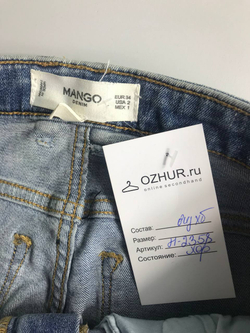 MANGO
DENIM
EUR 34
USA 2
MEX 1
OZHUR.ru
online secondhand
Состав:
Размер:
Артикул:
Состояние: